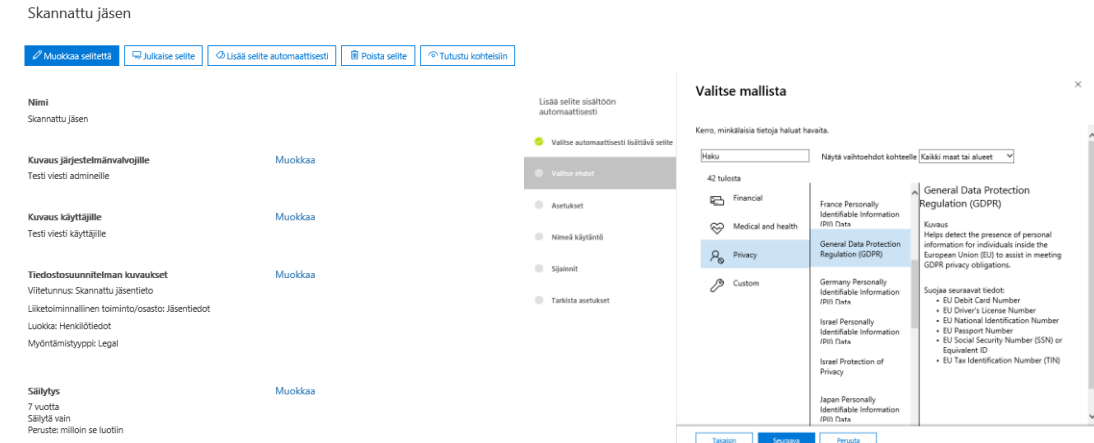 Skannattu jäsen
Muokkaa selitettä
Julkaise selite
Lisää selite automaattisesti
Poista selite
Tutustu kohteisiin
Nimi
Skannattu jäsen
Kuvaus järjestelmänvalvojille
Muokkaa
Testi viesti admineille
Kuvaus käyttäjille
Muokkaa
Testi viesti käyttäjille
Tiedostosuunnitelman kuvaukset
Muokkaa
Viitetunnus: Skannattu jäsentieto
Liiketoiminnallinen toiminto/osasto: Jäsentiedot
Luokka: Henkilötiedot
Myöntämistyyppi: Legal
Säilytys
Muokkaa
7 vuotta
Säilytä vain
Peruste: milloin se luotiin
Lisää selite sisältöön
automaattisesti
Valitse automaattisesti lisättävä selite
Valitse ehdot
Asetukset
Nimeä käytäntö
Sijainnit
Tarkista asetukset
Valitse mallista
Kerro, minkälaisia tietoja haluat havaita.
Haku
Näytä vaihtoehdot kohteelle
Kaikki maat tai alueet
42 tulosta
Financial
Medical and health
Privacy
Custom
France Personally
Identifiable Information
(PII) Data
General Data Protection
Regulation (GDPR)
Germany Personally
Identifiable Information
(PII) Data
Israel Personally
Identifiable Information
(PII) Data
Israel Protection of
Privacy
Japan Personally
Identifiable Information
(PII) Data
General Data Protection
Regulation (GDPR)
Kuvaus
Helps detect the presence of personal
information for individuals inside the
European Union (EU) to assist in meeting
GDPR privacy obligations.
Suojaa seuraavat tiedot:
• EU Debit Card Number
• EU Driver's License Number
• EU National Identification Number
• EU Passport Number
• EU Social Security Number (SSN) or
Equivalent ID
• EU Tax Identification Number (TIN)
Takaisin
Seuraava
Peruuta